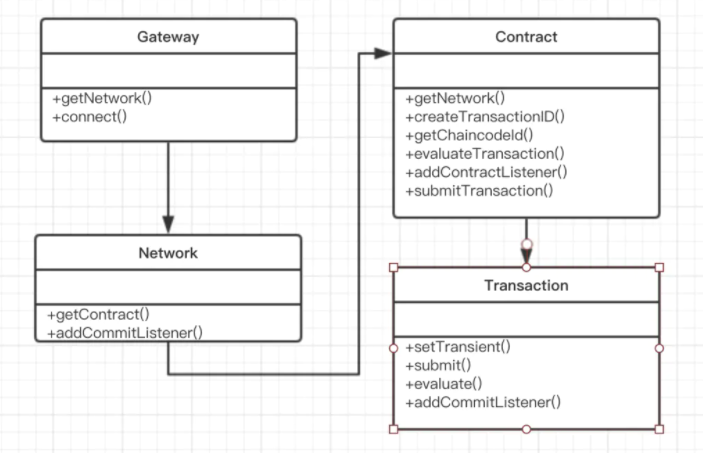 Gateway
+getNetwork()
+connect()
Network
+getContract()
+addCommitListener()
Contract
+getNetwork()
+createTransactionID()
+getChaincodeId()
+evaluateTransaction()
+addContractListener()
+submitTransaction()
Transaction
+setTransient()
+submit()
+evaluate()
+addCommitListener()